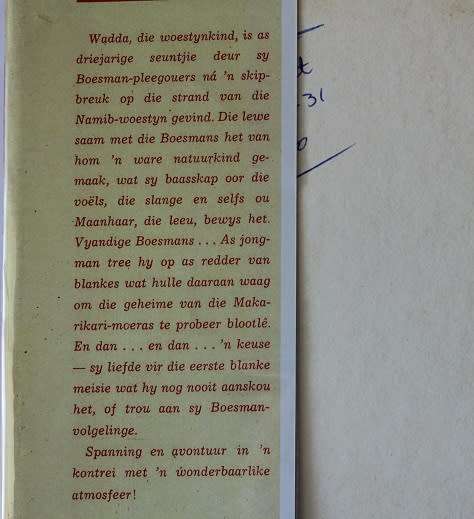 Wadda, die woestynkind, is as
driejarige seuntjie deur sy
Boesman-pleegouers ná 'n skip-
breuk op die strand van die
Namib-woestyn gevind. Die lewe
saam met die Boesmans het van
hom 'n ware natuurkind ge-
maak, wat sy baasskap oor die
voëls, die slange en selfs ou
Maanhaar, die leeu, bewys het.
Vyandige Boesmans . . . As jong-
man tree hy op as redder van
blankes wat hulle daaraan waag
om die geheime van die Maka-
rikari-moeras te probeer blootlê.
En dan . . . en dan . . . 'n keuse
— sy liefde vir die eerste blanke
meisie wat hy nog nooit aanskou
het, of trou aan sy Boesman-
volgelinge.
Spanning en avontuur in 'n
kontrei met 'n wonderbaarlike
atmosfeer!
31